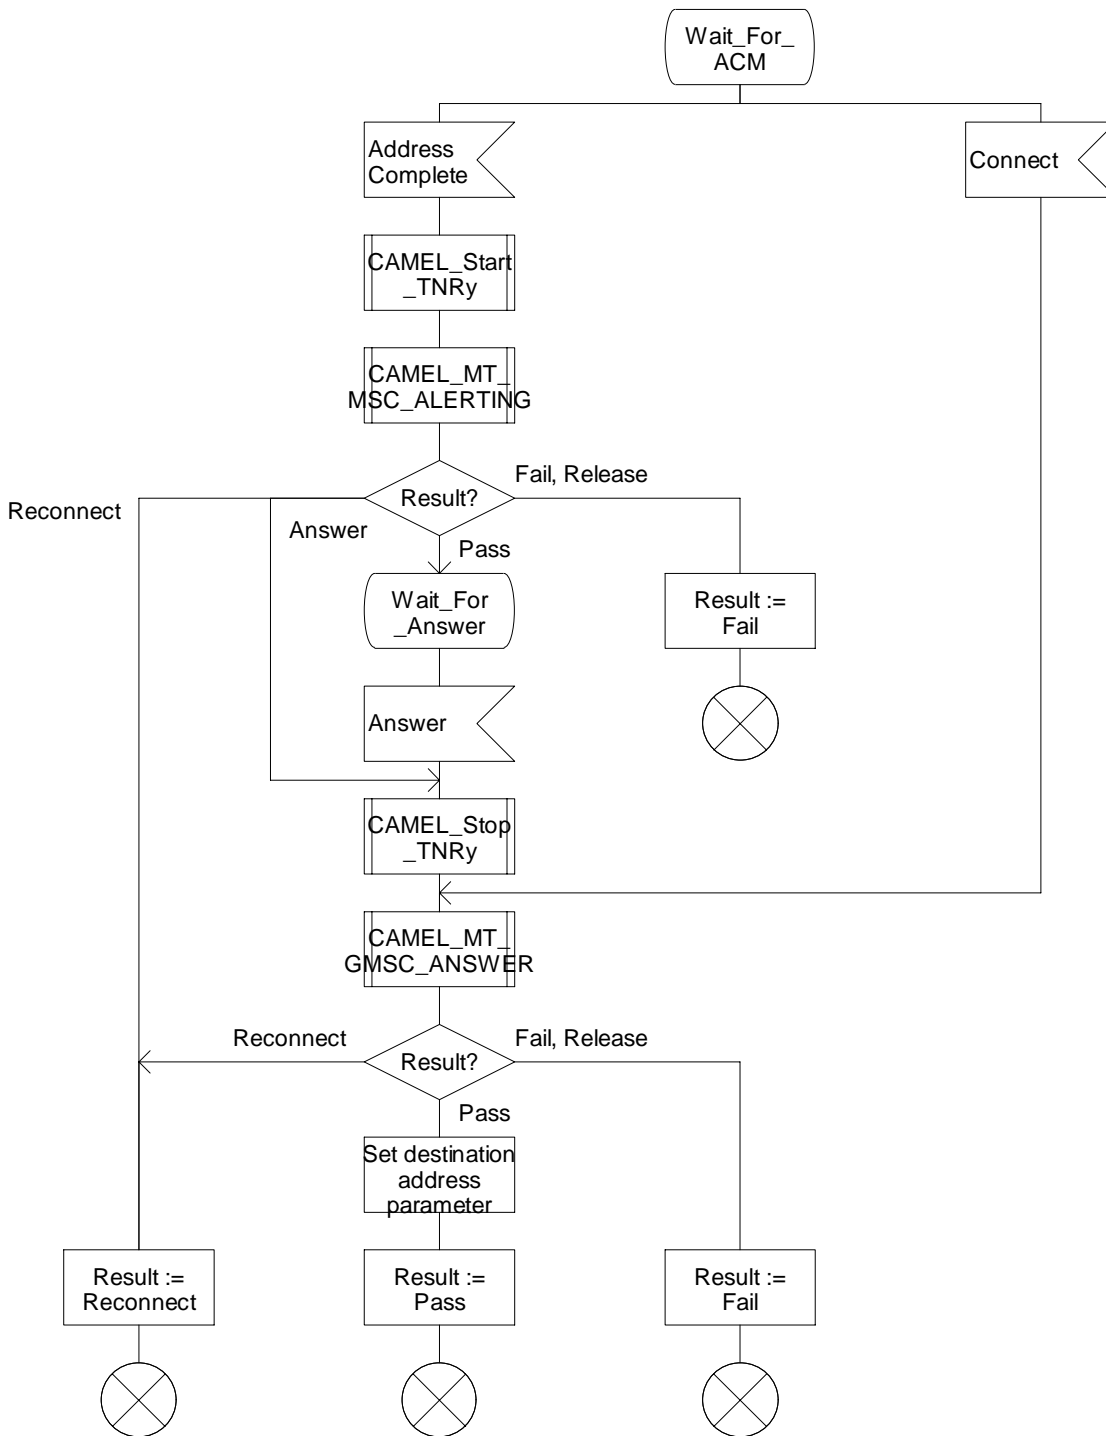 Wait_For_
ACM
Address
Complete
Connect
CAMEL_Start
_TNRy
CAMEL_MT_
MSC_ALERTING
Result?
Fail, Release
Reconnect
Answer
Pass
Wait_For
_Answer
Result :=
Fail
Answer
CAMEL_Stop
_TNRy
CAMEL_MT_
GMSC_ANSWER
Reconnect
Result?
Fail, Release
Pass
Set destination
address
parameter
Result :=
Reconnect
Result :=
Pass
Result :=
Fail